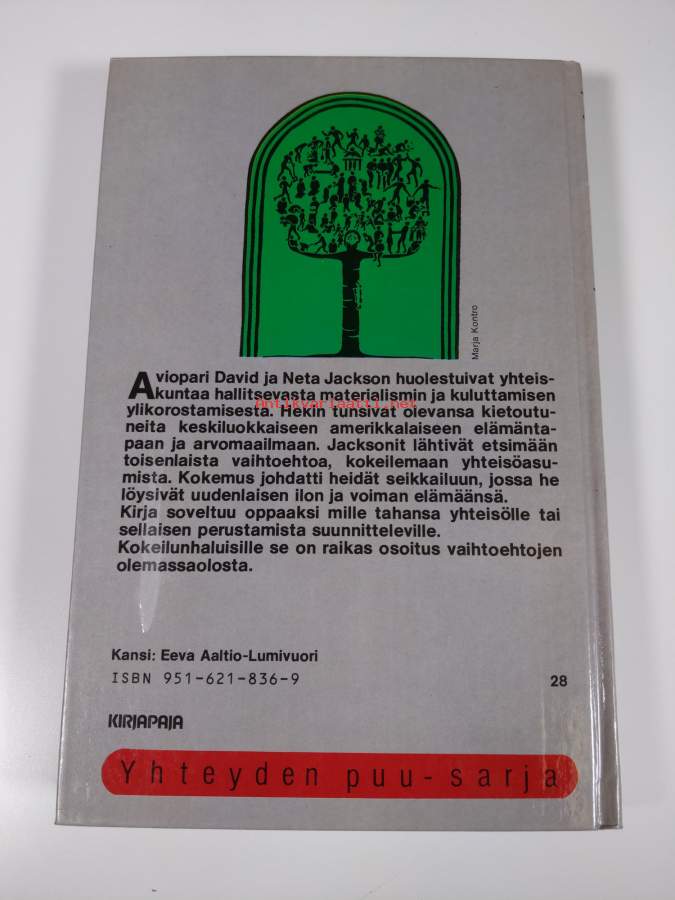 Marja Kontro
Aviopari David ja Neta Jackson huolestuivat yhteis-
kuntaa hallitsevasta materialismin ja kuluttamisen
ylikorostamisesta. Hekin tunsivat olevansa kietoutu-
neita keskiluokkaiseen amerikkalaiseen elämänta-
paan ja arvomaailmaan. Jacksonit lähtivät etsimään
toisenlaista vaihtoehtoa, kokeilemaan yhteisöasu-
mista. Kokemus johdatti heidät seikkailuun, jossa he
löysivät uudenlaisen ilon ja voiman elämäänsä.
Kirja soveltuu oppaaksi mille tahansa yhteisölle tai
sellaisen perustamista suunnitteleville.
Kokeilunhaluisille se on raikas osoitus vaihtoehtojen
olemassaolosta.
antikvariaatti.net
Kansi: Eeva Aaltio-Lumivuori
ISBN 951-621-836-9
28
KIRJAPAJA
Yhteyden puu-sarja